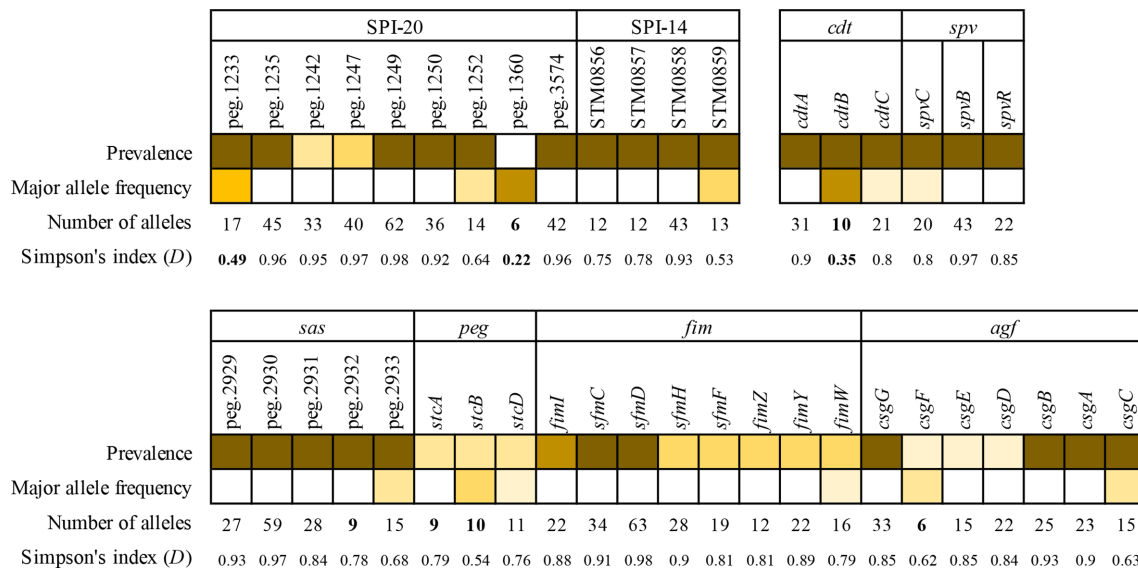 SPI-20 SPI-14 cdt spv
peg.1233 peg.1235 peg.1242 peg.1247 peg.1249 peg.1250 peg.1252 peg.1360 peg.3574 STM0856 STM0857 STM0858 STM0859 cdtA cdtB cdtC spvC spvB spvR
Prevalence
Major allele frequency
Number of alleles 17 45 33 40 62 36 14 6 42 12 12 43 13 31 10 21 20 43 22
Simpson's index (D) 0.49 0.96 0.95 0.97 0.98 0.92 0.64 0.22 0.96 0.75 0.78 0.93 0.53 0.9 0.35 0.8 0.8 0.97 0.85
sas peg fim agf
peg.2929 peg.2930 peg.2931 peg.2932 peg.2933 stcA stcB stcD fimI sfmC sfmD sfmH sfmF fimZ fimY fimW csgG csgF csgE csgD csgB csgA csgC
Prevalence
Major allele frequency
Number of alleles 27 59 28 9 15 9 10 11 22 34 63 28 19 12 22 16 33 6 15 22 25 23 15
Simpson's index (D) 0.93 0.97 0.84 0.78 0.68 0.79 0.54 0.76 0.88 0.91 0.98 0.9 0.81 0.81 0.89 0.79 0.85 0.62 0.85 0.84 0.93 0.9 0.63